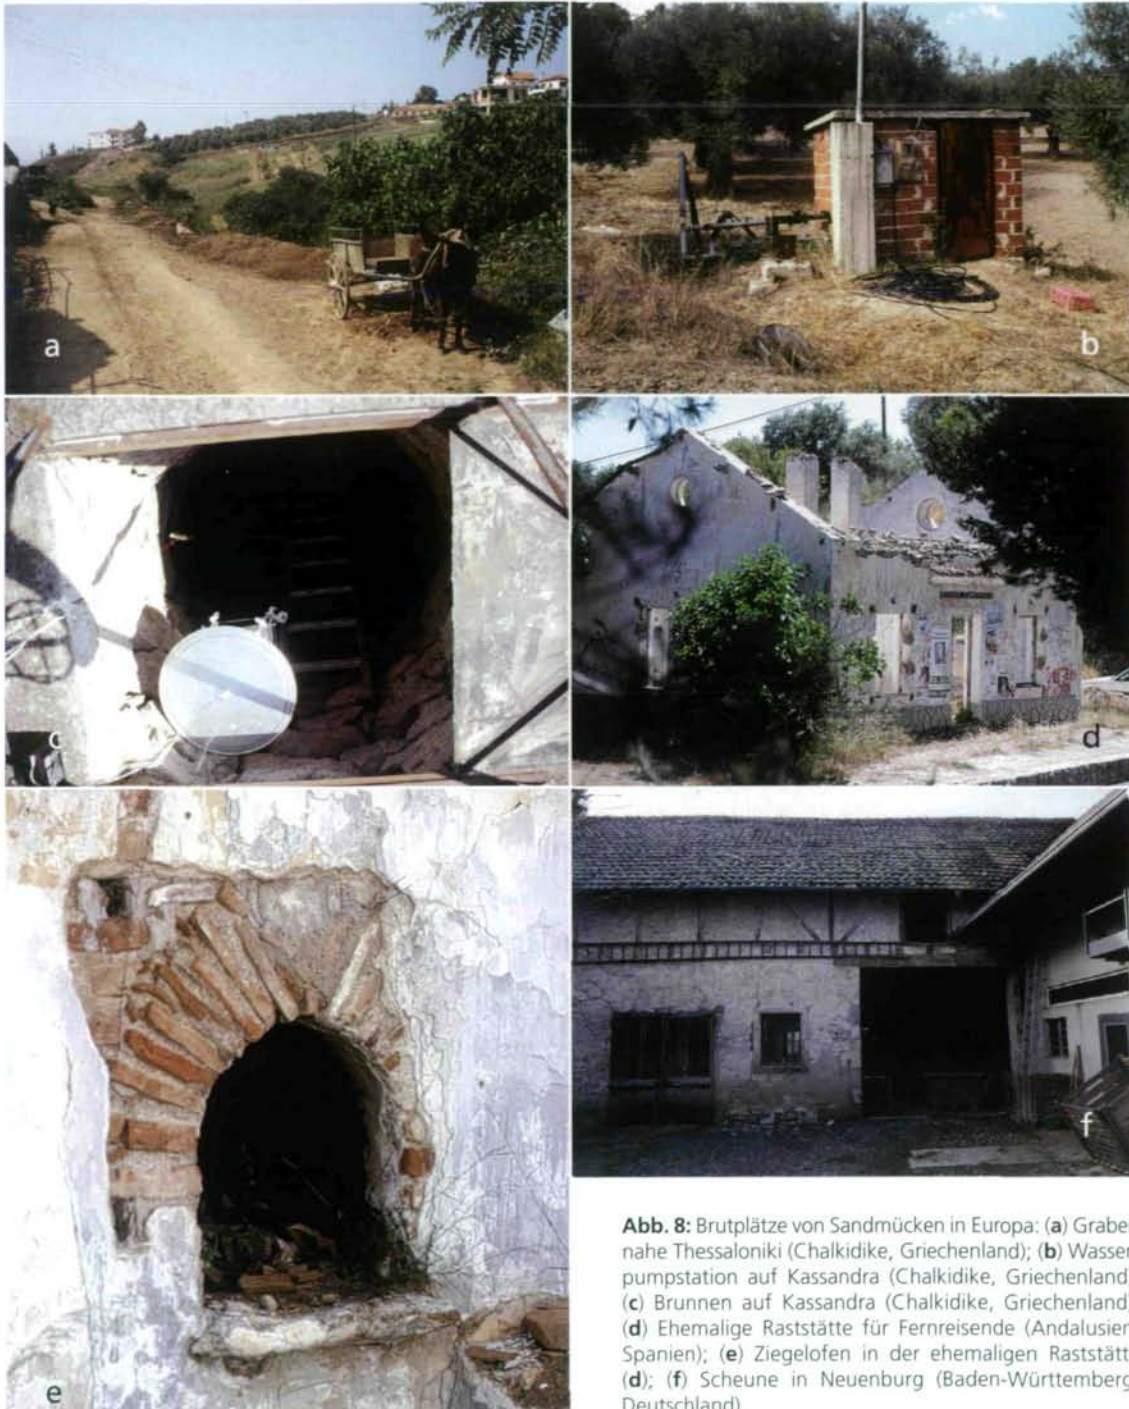 a
b
c
d
e
f
Abb. 8: Brutplätze von Sandmücken in Europa: (a) Grabe
nahe Thessaloniki (Chalkidike, Griechenland); (b) Wasser
pumpstation auf Kassandra (Chalkidike, Griechenland
(c) Brunnen auf Kassandra (Chalkidike, Griechenland
(d) Ehemalige Raststätte für Fernreisende (Andalusien
Spanien); (e) Ziegelofen in der ehemaligen Raststätt
(d); (f) Scheune in Neuenburg (Baden-Württemberg
Deutschland)